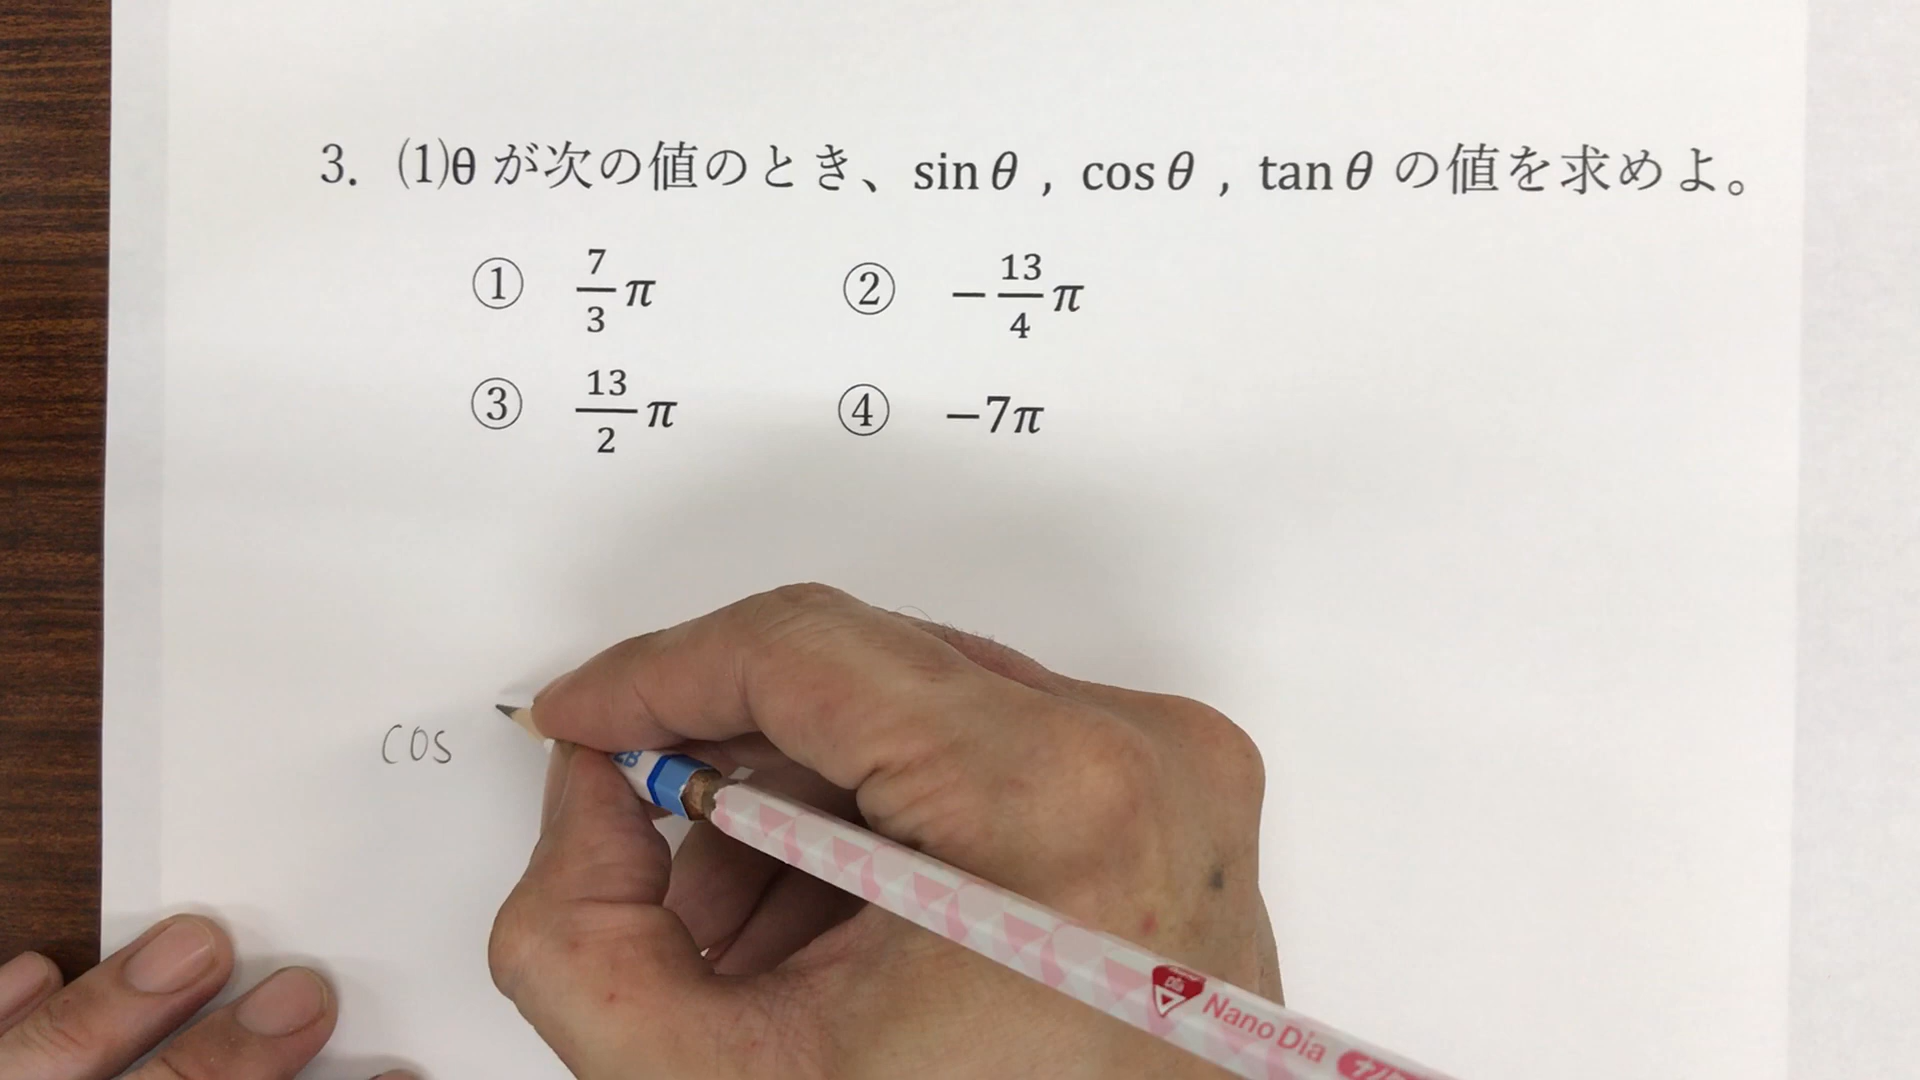 3. (1)θ が次の値のとき、sin θ , cos θ , tan θ の値を求めよ。
① 7/3 π ② −13/4 π
③ 13/2 π ④ −7π
cos
2B
Nano Dia